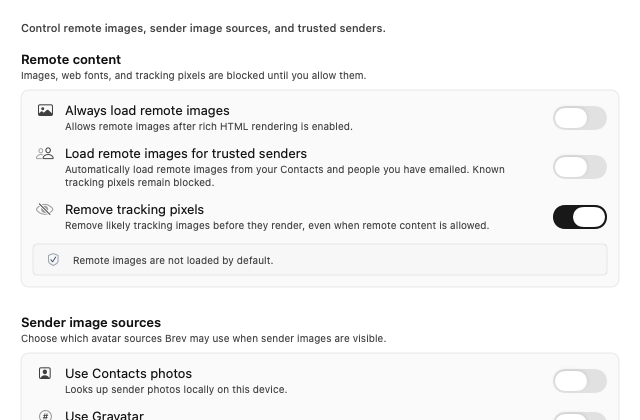 Control remote images, sender image sources, and trusted senders.
Remote content
Images, web fonts, and tracking pixels are blocked until you allow them.
Always load remote images
Allows remote images after rich HTML rendering is enabled.
Load remote images for trusted senders
Automatically load remote images from your Contacts and people you have emailed. Known
tracking pixels remain blocked.
Remove tracking pixels
Remove likely tracking images before they render, even when remote content is allowed.
Remote images are not loaded by default.
Sender image sources
Choose which avatar sources Brev may use when sender images are visible.
Use Contacts photos
Looks up sender photos locally on this device.
# Use Gravatar